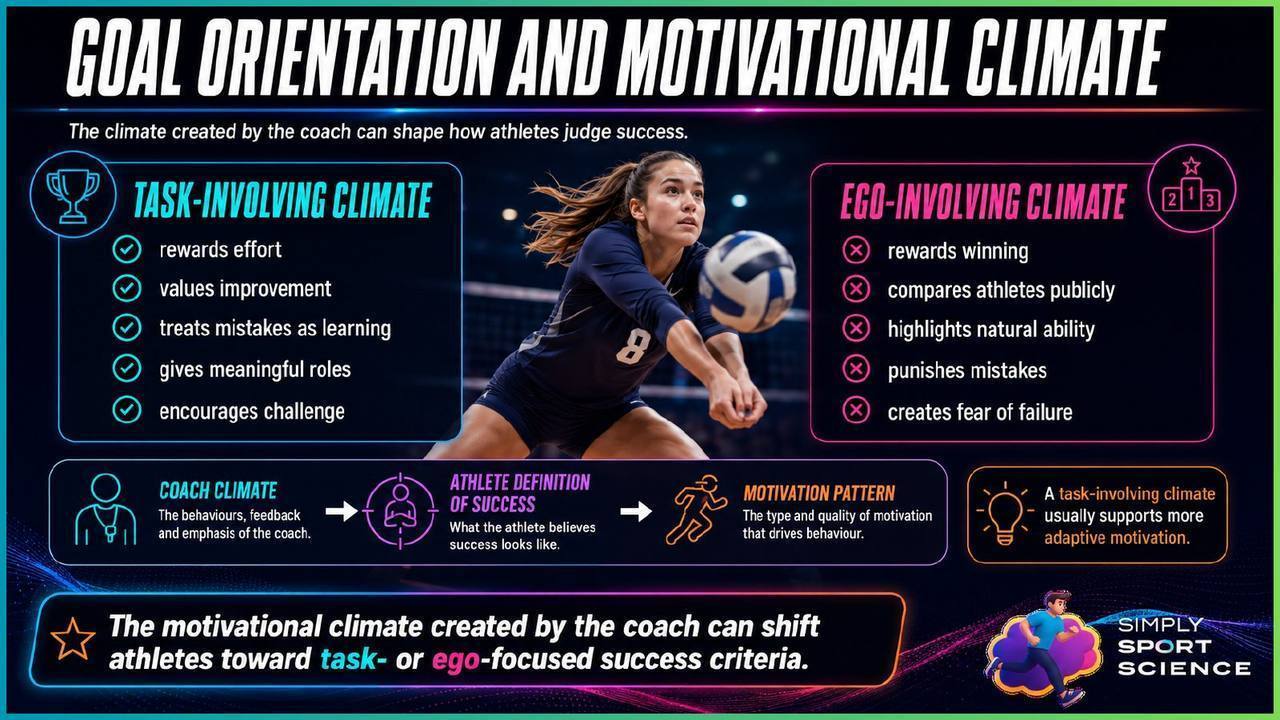 GOAL ORIENTATION AND MOTIVATIONAL CLIMATE
The climate created by the coach can shape how athletes judge success.
TASK-INVOLVING CLIMATE
rewards effort
values improvement
treats mistakes as learning
gives meaningful roles
encourages challenge
8
EGO-INVOLVING CLIMATE
2 1 3
rewards winning
compares athletes publicly
highlights natural ability
punishes mistakes
creates fear of failure
COACH CLIMATE
The behaviours, feedback
and emphasis of the coach.
ATHLETE DEFINITION
OF SUCCESS
What the athlete believes
success looks like.
MOTIVATION PATTERN
The type and quality of motivation
that drives behaviour.
A task-involving climate
usually supports more
adaptive motivation.
The motivational climate created by the coach can shift
athletes toward task- or ego-focused success criteria.
SIMPLY
SPORT
SCIENCE